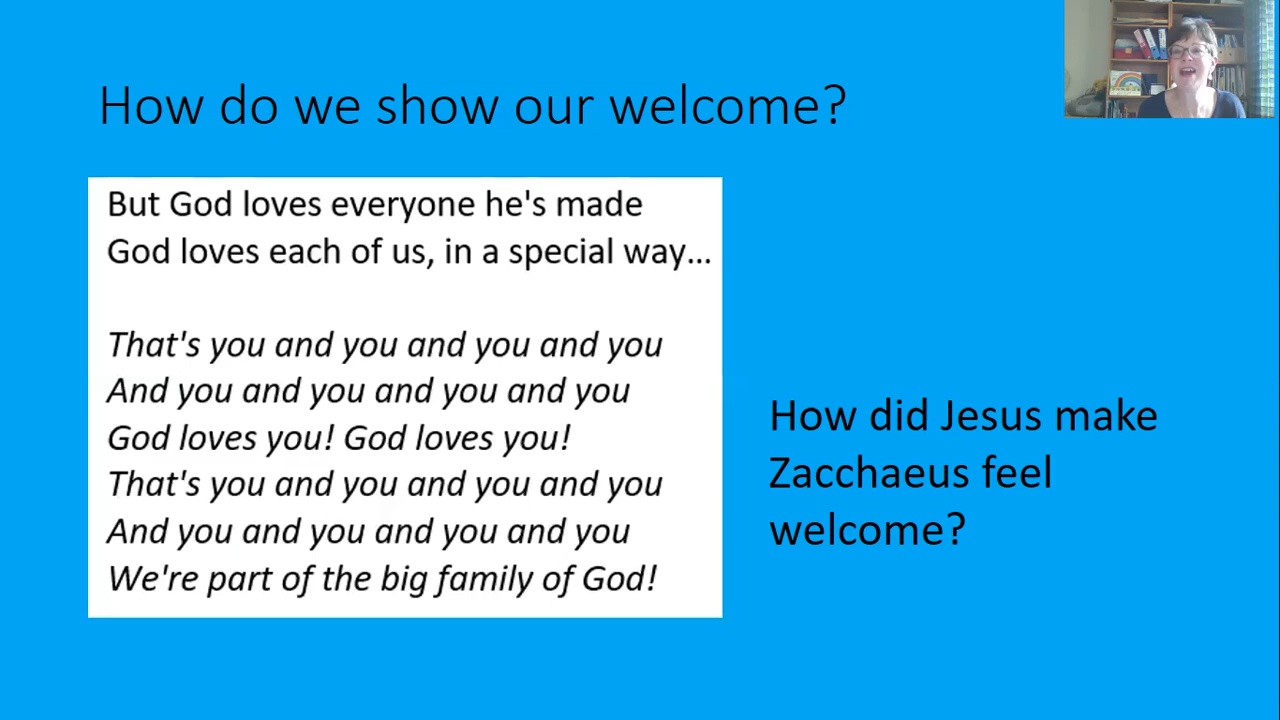 How do we show our welcome?
But God loves everyone he's made
God loves each of us, in a special way...
That's you and you and you and you
And you and you and you and you
God loves you! God loves you!
That's you and you and you and you
And you and you and you and you
We're part of the big family of God!
How did Jesus make
Zacchaeus feel
welcome?